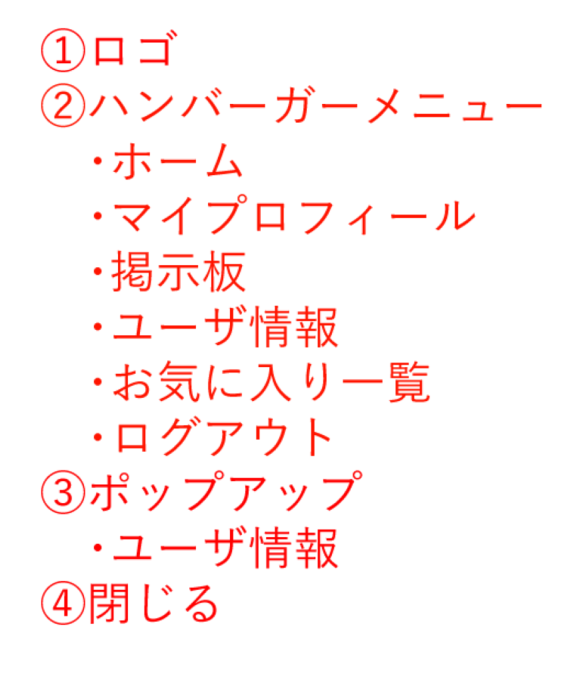 ①ロゴ
②ハンバーガーメニュー
・ホーム
・マイプロフィール
・掲示板
・ユーザ情報
・お気に入り一覧
・ログアウト
③ポップアップ
・ユーザ情報
④閉じる